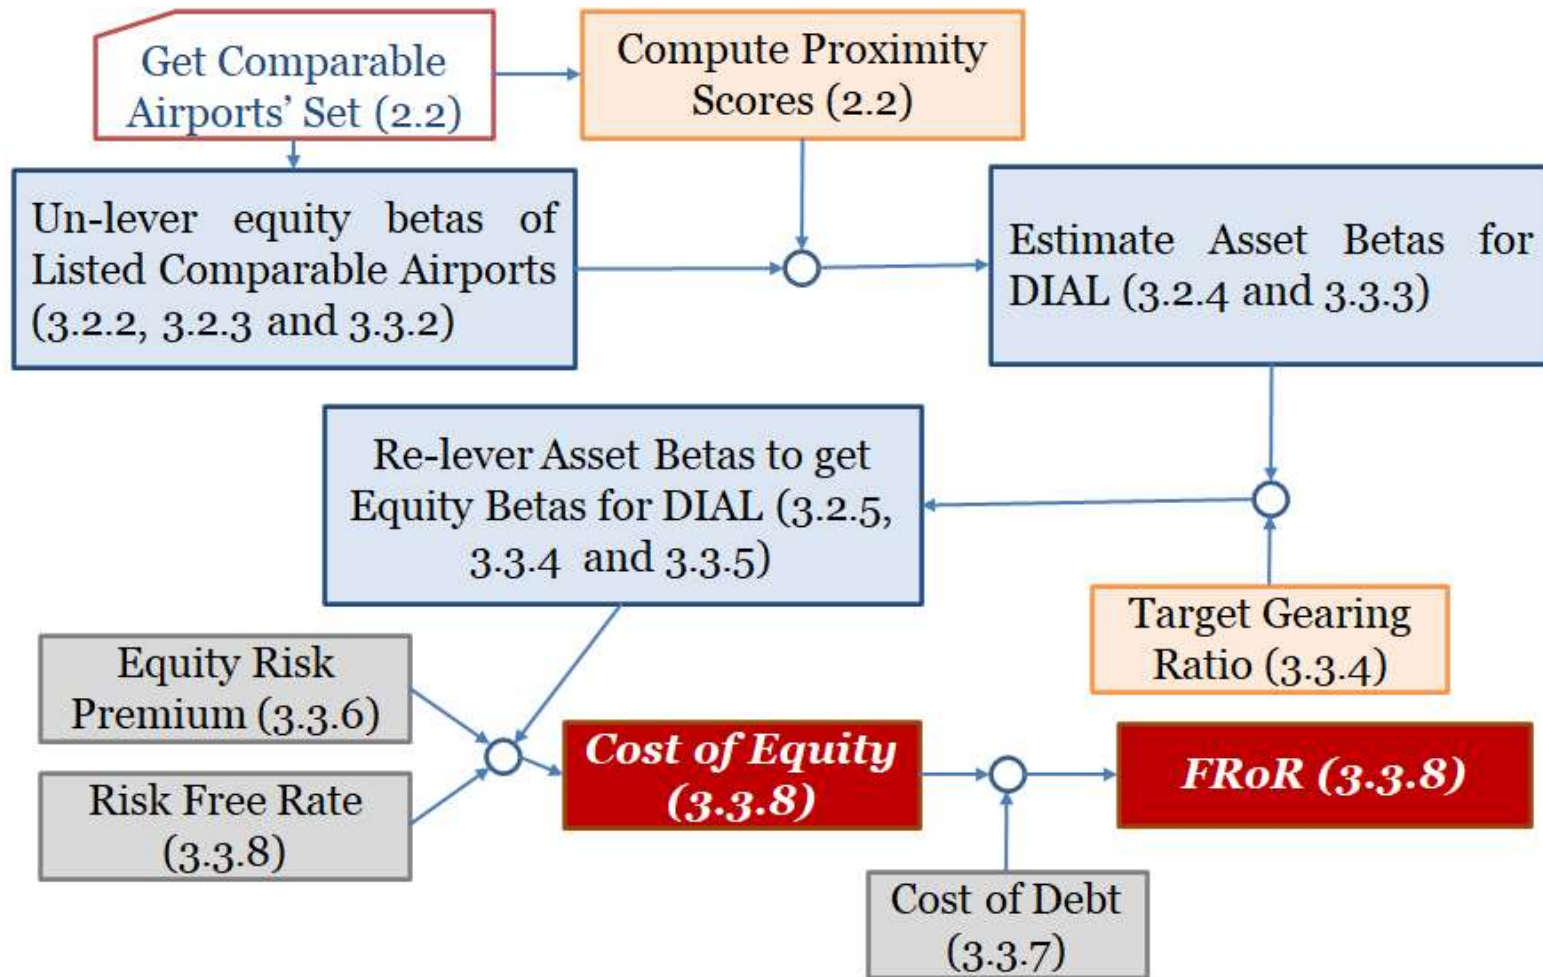 Get Comparable
Airports’ Set (2.2)
Compute Proximity
Scores (2.2)
Un-lever equity betas of
Listed Comparable Airports
(3.2.2, 3.2.3 and 3.3.2)
Estimate Asset Betas for
DIAL (3.2.4 and 3.3.3)
Re-lever Asset Betas to get
Equity Betas for DIAL (3.2.5,
3.3.4 and 3.3.5)
Target Gearing
Ratio (3.3.4)
Equity Risk
Premium (3.3.6)
Risk Free Rate
(3.3.8)
Cost of Equity
(3.3.8)
FRoR (3.3.8)
Cost of Debt
(3.3.7)